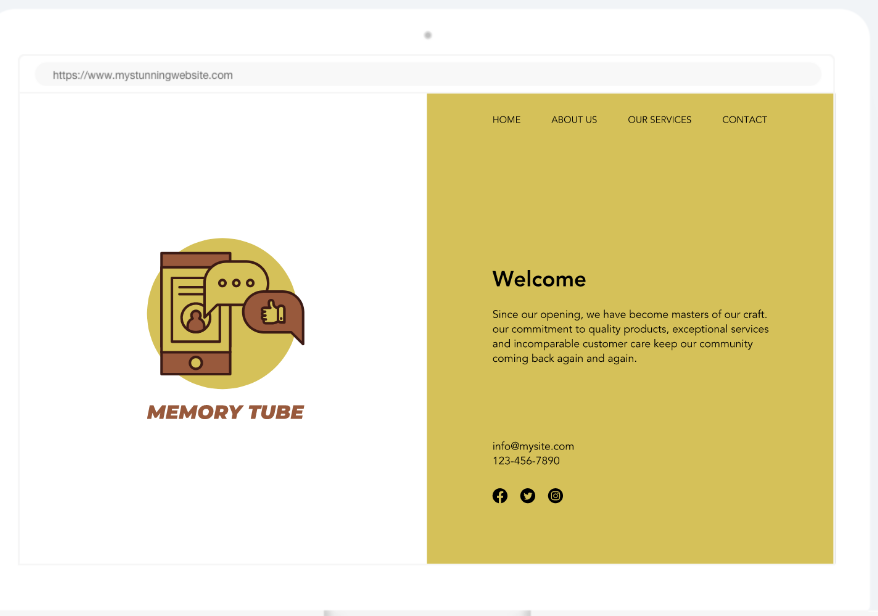 https://www.mystunningwebsite.com
HOME ABOUT US OUR SERVICES CONTACT
MEMORY TUBE
Welcome
Since our opening, we have become masters of our craft.
our commitment to quality products, exceptional services
and incomparable customer care keep our community
coming back again and again.
info@mysite.com
123-456-7890